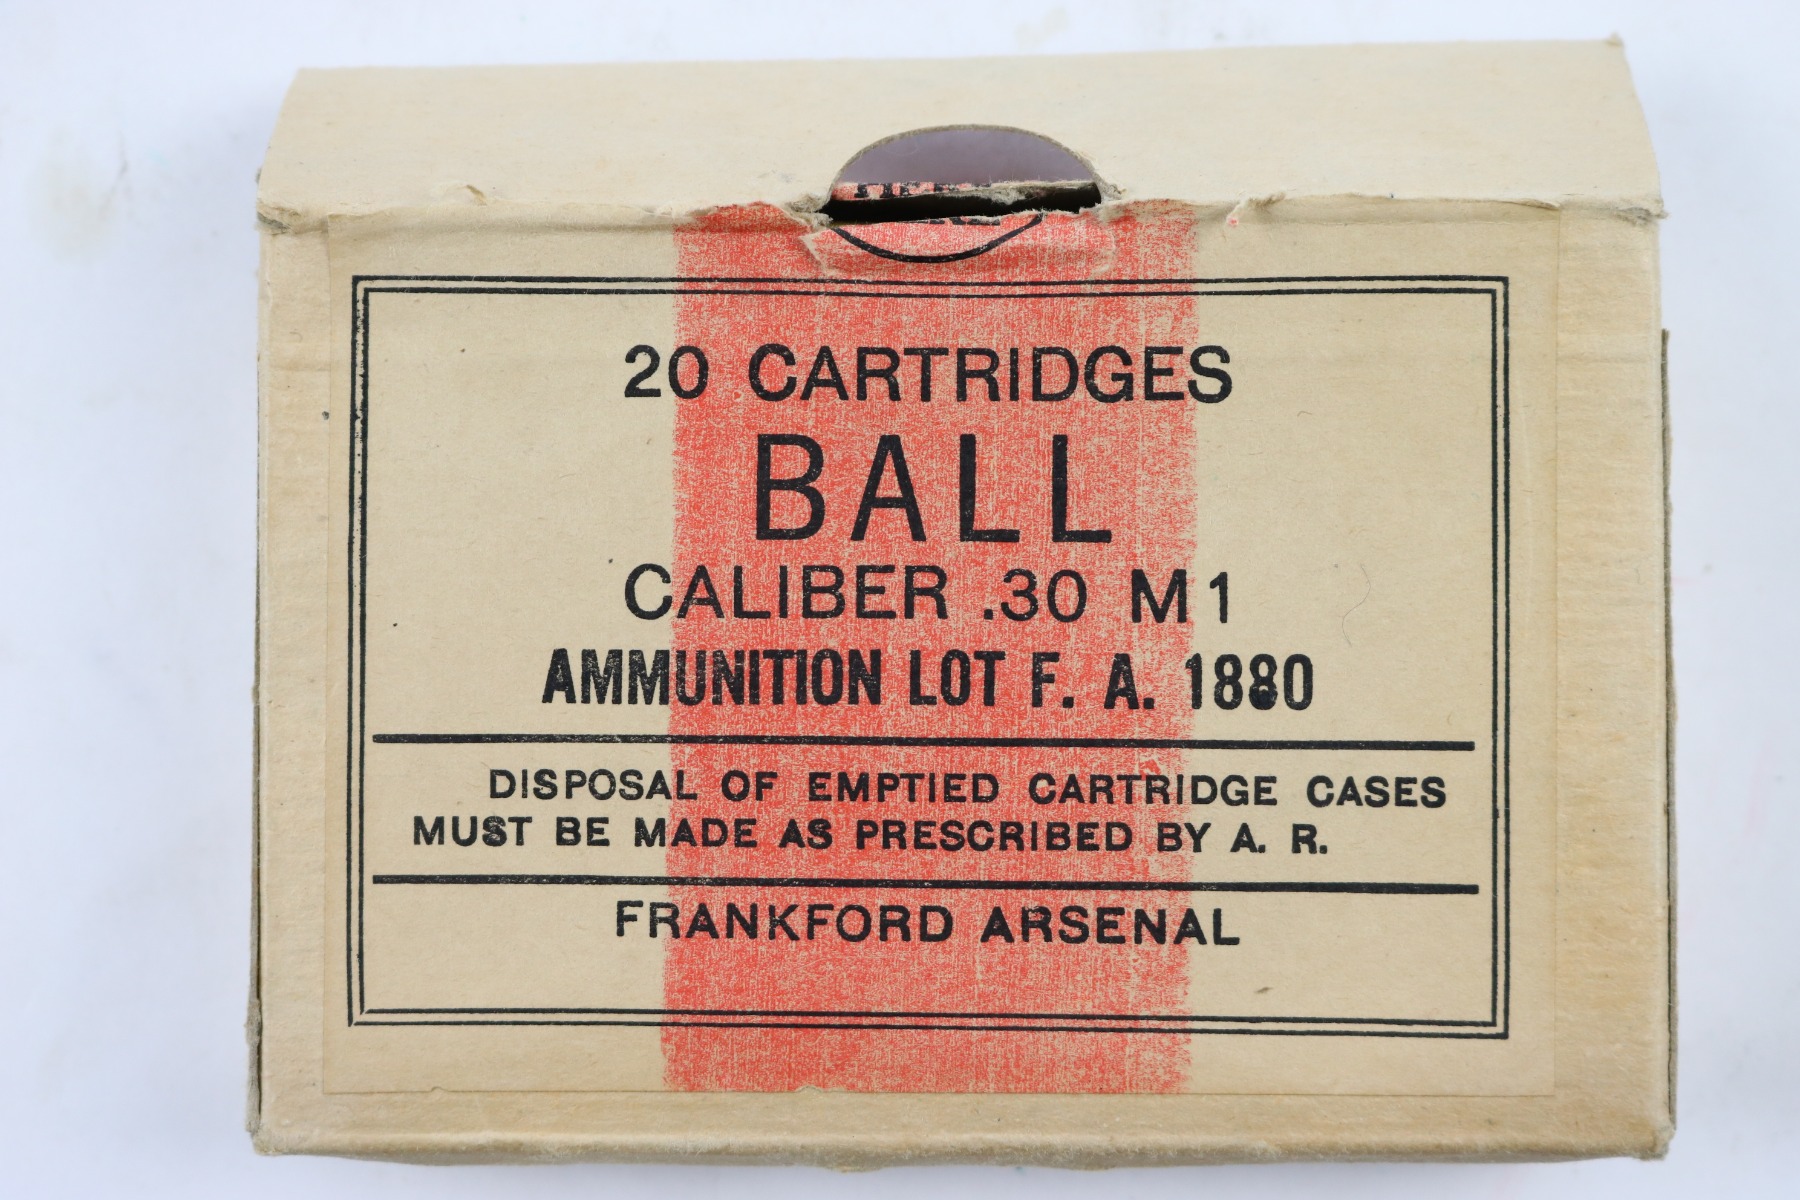 20 CARTRIDGES
BALL
CALIBER .30 M1
AMMUNITION LOT F. A. 1880
DISPOSAL OF EMPTIED CARTRIDGE CASES
MUST BE MADE AS PRESCRIBED BY A. R.
FRANKFORD ARSENAL